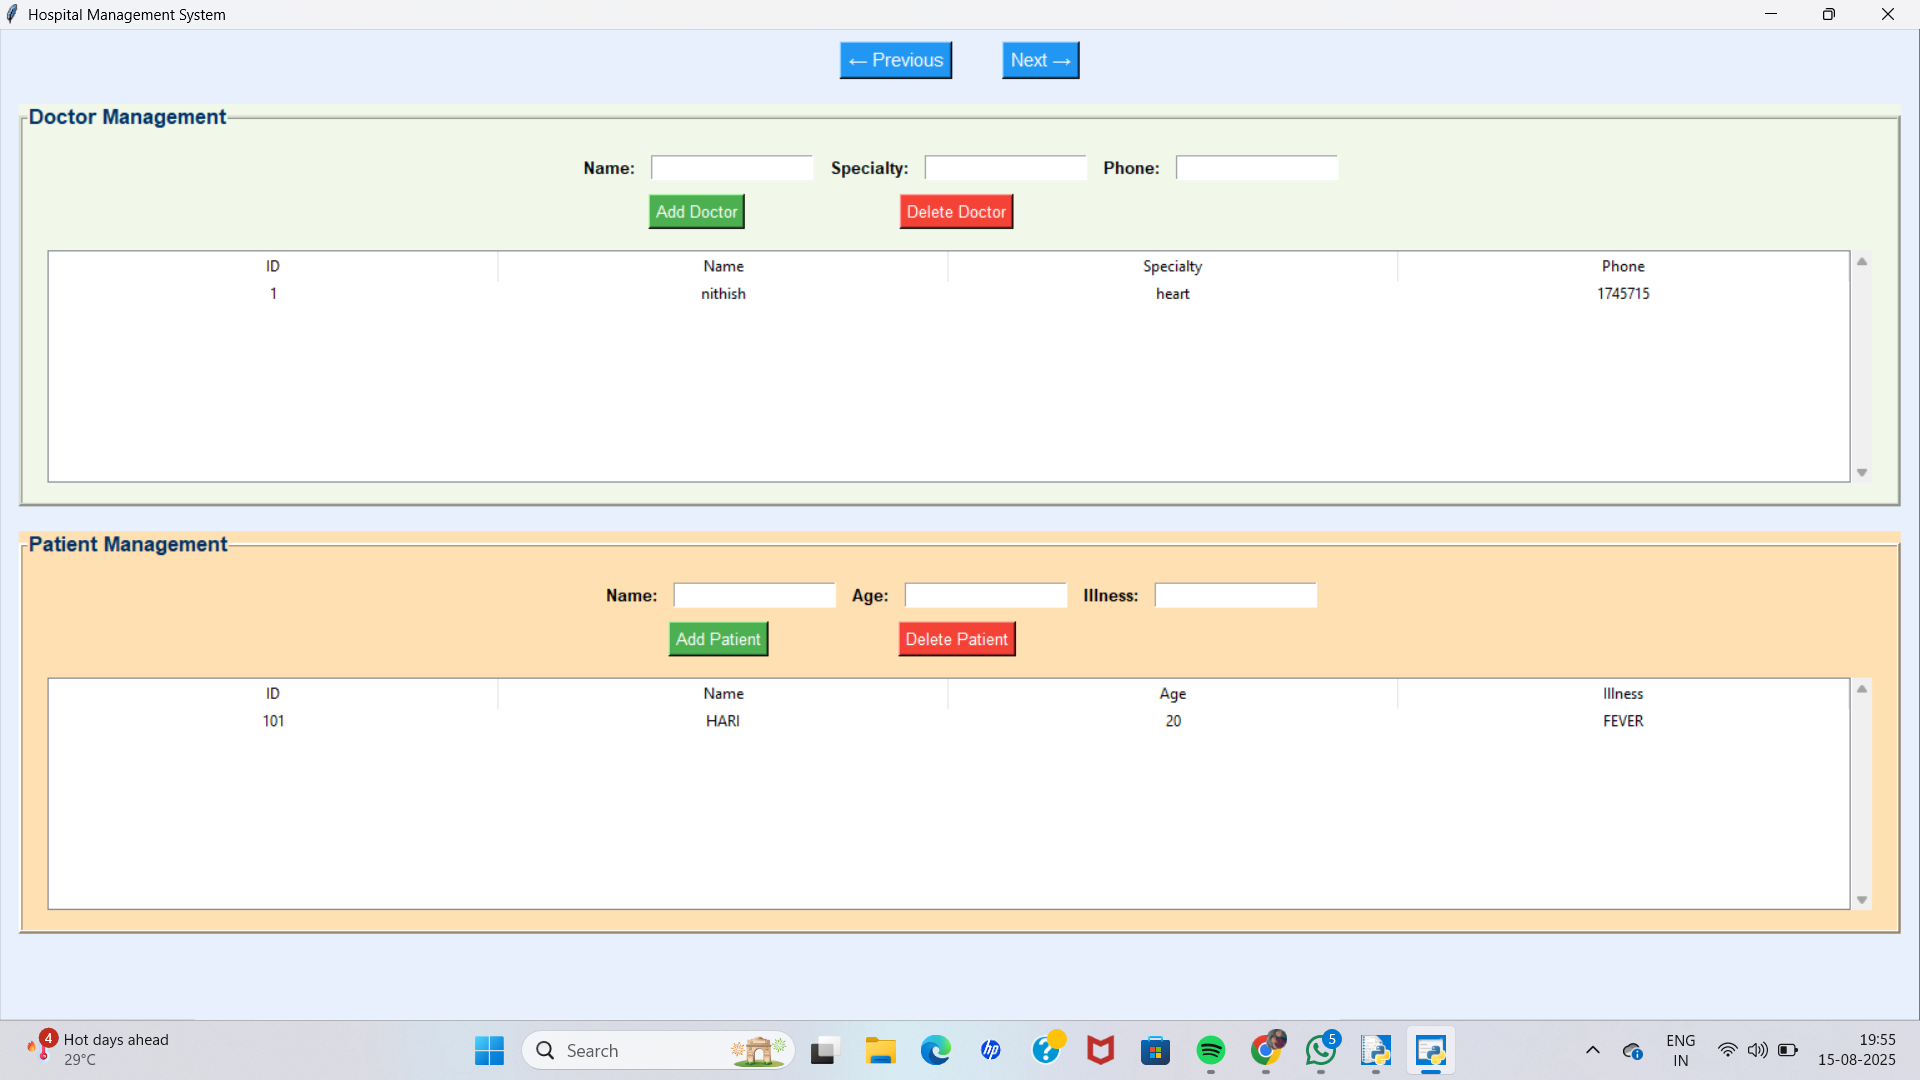 Hospital Management System
← Previous Next →
Doctor Management
Name: Specialty: Phone:
Add Doctor Delete Doctor
ID Name Specialty Phone
1 nithish heart 1745715
Patient Management
Name: Age: Illness:
Add Patient Delete Patient
ID Name Age Illness
101 HARI 20 FEVER
4 Hot days ahead
29°C
Search
hp
?
5
ENG
IN
19:55
15-08-2025